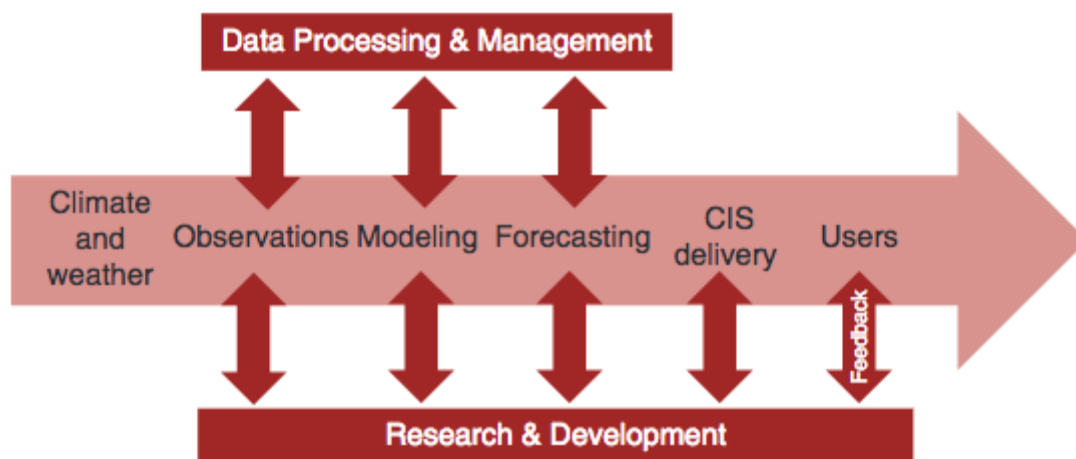 Data Processing & Management
Climate
and
weather
Observations
Modeling
Forecasting
CIS
delivery
Users
Feedback
Research & Development